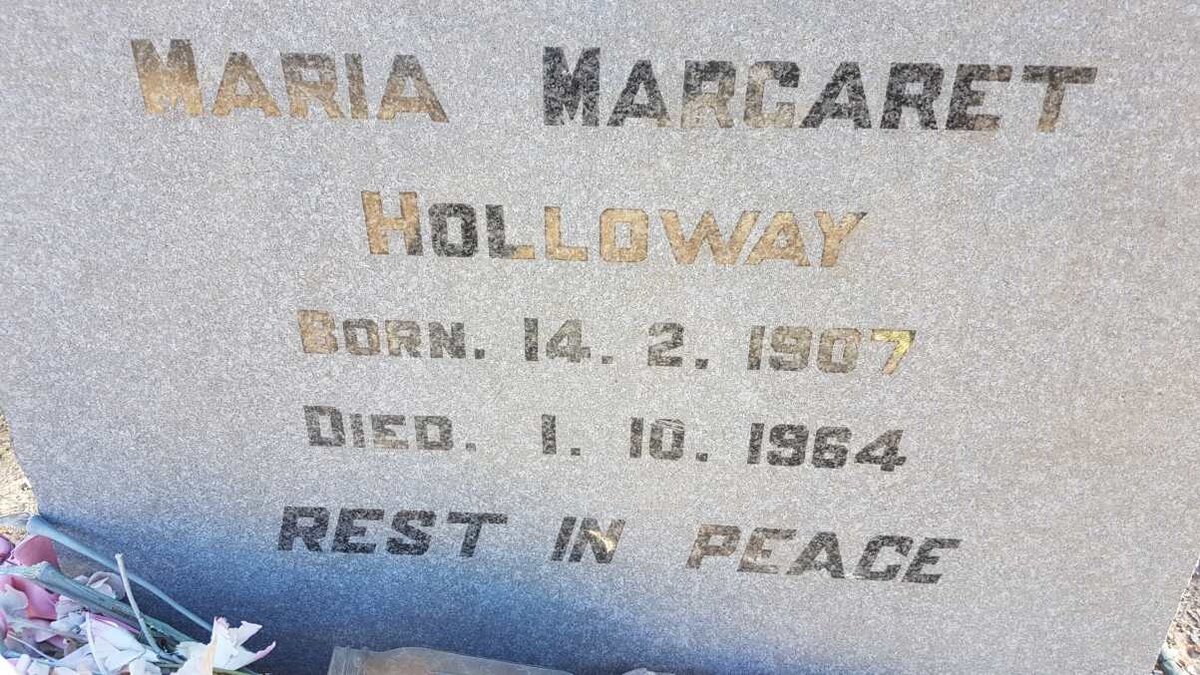 MARIA MARGARET
HOLLOWAY
BORN. 14. 2. 1907
DIED. 1. 10. 1964
REST IN PEACE